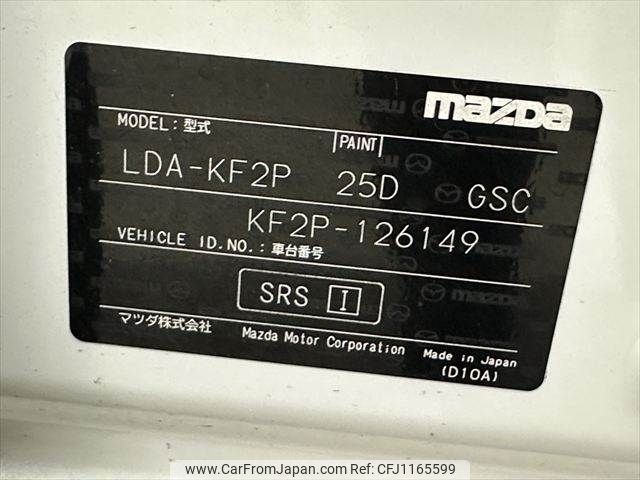 mazda
MODEL : 型式
PAINT
LDA-KF2P 25D GSC
KF2P-126149
VEHICLE ID.NO. : 車台番号
SRS I
マツダ株式会社 Mazda Motor Corporation Made in Japan
(D10A)
www.CarFromJapan.com | REF CFJ1165599